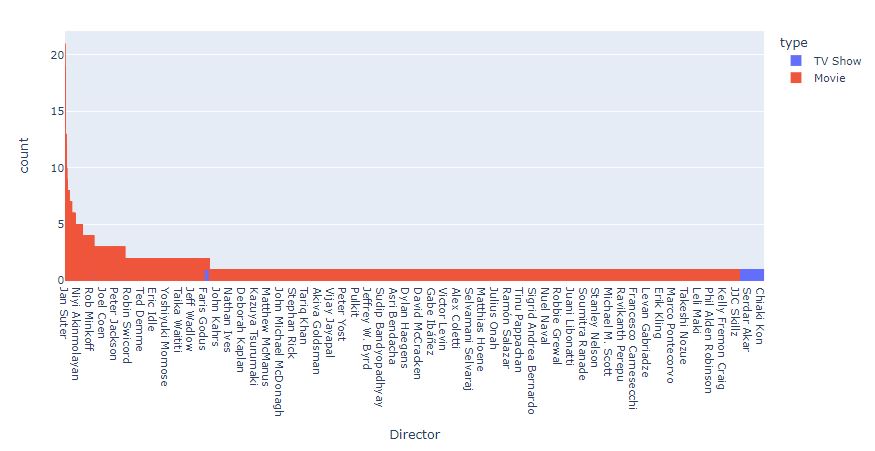 type
TV Show
Movie
20
15
10
5
0
count
Jan Suter
Niyi Akinmolayan
Rob Minkoff
Joel Coen
Peter Jackson
Robin Swicord
Ted Demme
Eric Idle
Yoshiyuki Momose
Taika Waititi
Jeff Wadlow
Faris Godus
John Kahrs
Nathan Ives
Deborah Kaplan
Kazuya Tsurumaki
Matthew McManus
John Michael McDonagh
Stephan Rick
Tariq Khan
Akiva Goldsman
Vijay Jayapal
Peter Yost
Pulkit
Jeffrey W. Byrd
Sudip Bandyopadhyay
Asri Bendacha
Dylan Haegens
David McCracken
Gabe Ibáñez
Victor Levin
Alex Coletti
Selvamani Selvaraj
Matthias Hoene
Julius Onah
Ramón Salazar
Tinu Pappachan
Sigrid Andrea Bernardo
Nuel Naval
Robbie Grewal
Juani Libonatti
Soumitra Ranade
Stanley Nelson
Michael M. Scott
Ravikanth Perepu
Francesco Carnesecchi
Levan Gabriadze
Erik Kling
Marco Pontecorvo
Takeshi Nozue
Leli Maki
Phil Alden Robinson
Kelly Fremon Craig
JJC Skillz
Serdar Akar
Chiaki Kon
Director